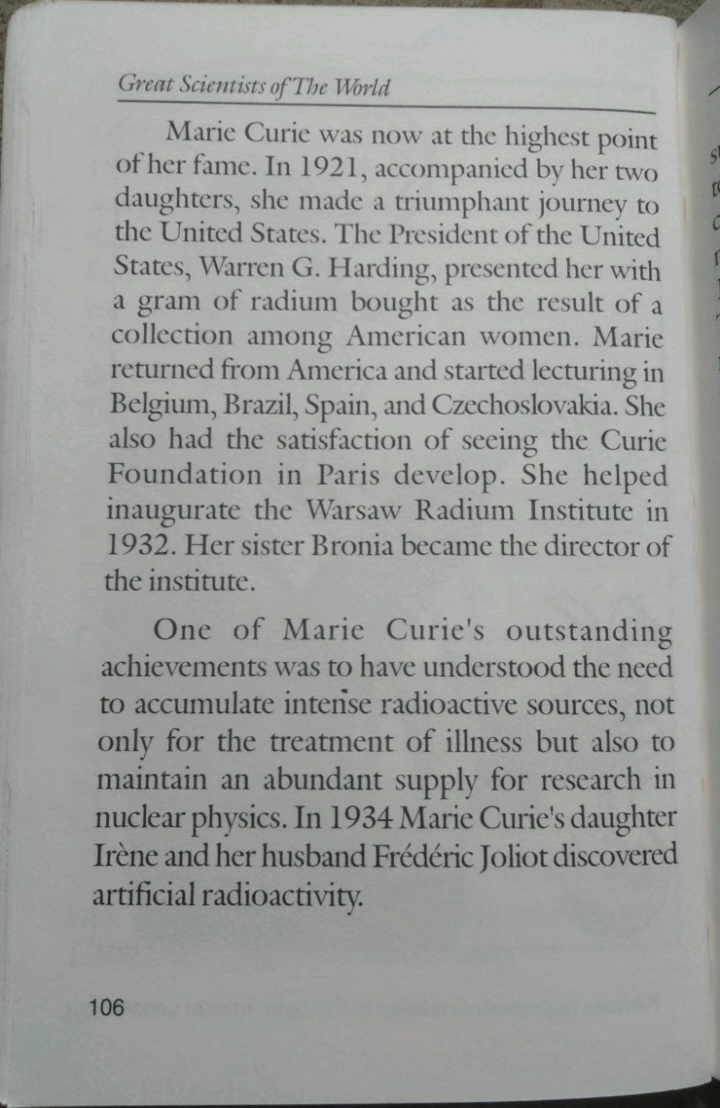 Great Scientists of The World
Marie Curie was now at the highest point
of her fame. In 1921, accompanied by her two
daughters, she made a triumphant journey to
the United States. The President of the United
States, Warren G. Harding, presented her with
a gram of radium bought as the result of a
collection among American women. Marie
returned from America and started lecturing in
Belgium, Brazil, Spain, and Czechoslovakia. She
also had the satisfaction of seeing the Curie
Foundation in Paris develop. She helped
inaugurate the Warsaw Radium Institute in
1932. Her sister Bronia became the director of
the institute.
One of Marie Curie's outstanding
achievements was to have understood the need
to accumulate intense radioactive sources, not
only for the treatment of illness but also to
maintain an abundant supply for research in
nuclear physics. In 1934 Marie Curie's daughter
Irène and her husband Frédéric Joliot discovered
artificial radioactivity.
106